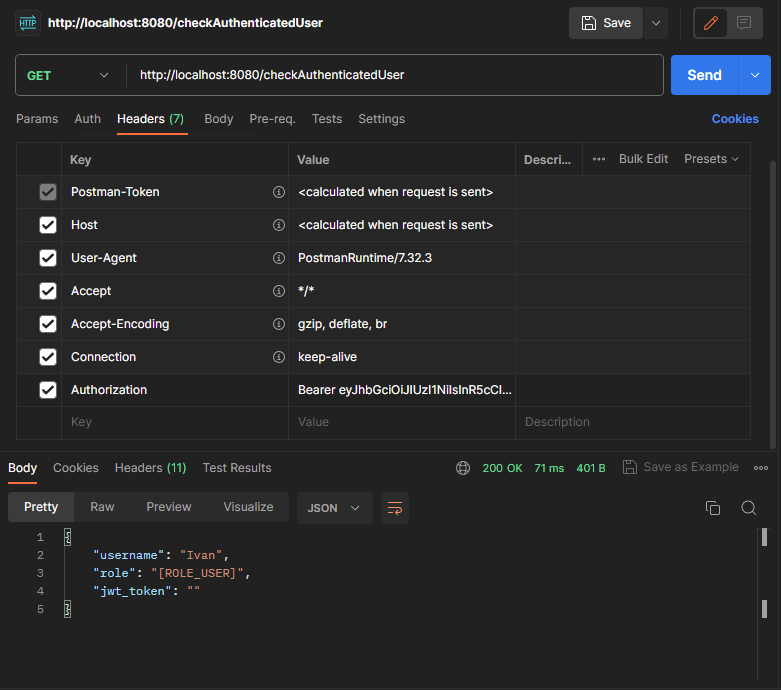 HTTP http://localhost:8080/checkAuthenticatedUser Save
GET http://localhost:8080/checkAuthenticatedUser Send
Params Auth Headers (7) Body Pre-req. Tests Settings Cookies
Key Value Descri... ••• Bulk Edit Presets
Postman-Token <calculated when request is sent>
Host <calculated when request is sent>
User-Agent PostmanRuntime/7.32.3
Accept */*
Accept-Encoding gzip, deflate, br
Connection keep-alive
Authorization Bearer eyJhbGciOiJIUzI1NiIsInR5cCI...
Key Value Description
Body Cookies Headers (11) Test Results 200 OK 71 ms 401 B Save as Example
Pretty Raw Preview Visualize JSON
1 {
2 "username": "Ivan",
3 "role": "[ROLE_USER]",
4 "jwt_token": ""
5 }